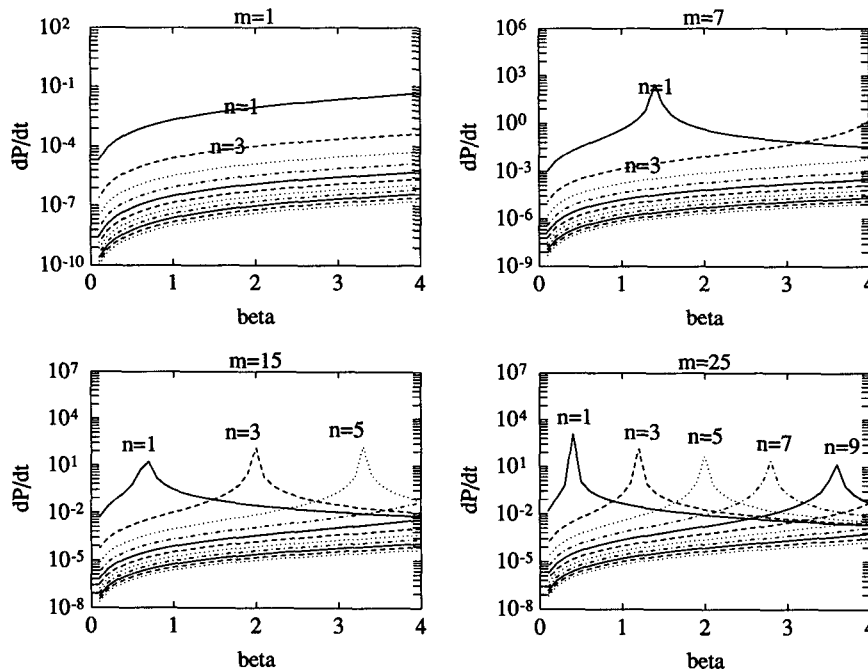 m=1
10^2
10^-1
10^-4
10^-7
10^-10
dP/dt
n=1
n=3
0 1 2 3 4
beta
m=7
10^6
10^3
10^0
10^-3
10^-6
10^-9
dP/dt
n=1
n=3
0 1 2 3 4
beta
m=15
10^7
10^4
10^1
10^-2
10^-5
10^-8
dP/dt
n=1
n=3
n=5
0 1 2 3 4
beta
m=25
10^7
10^4
10^1
10^-2
10^-5
10^-8
dP/dt
n=1
n=3
n=5
n=7
n=9
0 1 2 3 4
beta